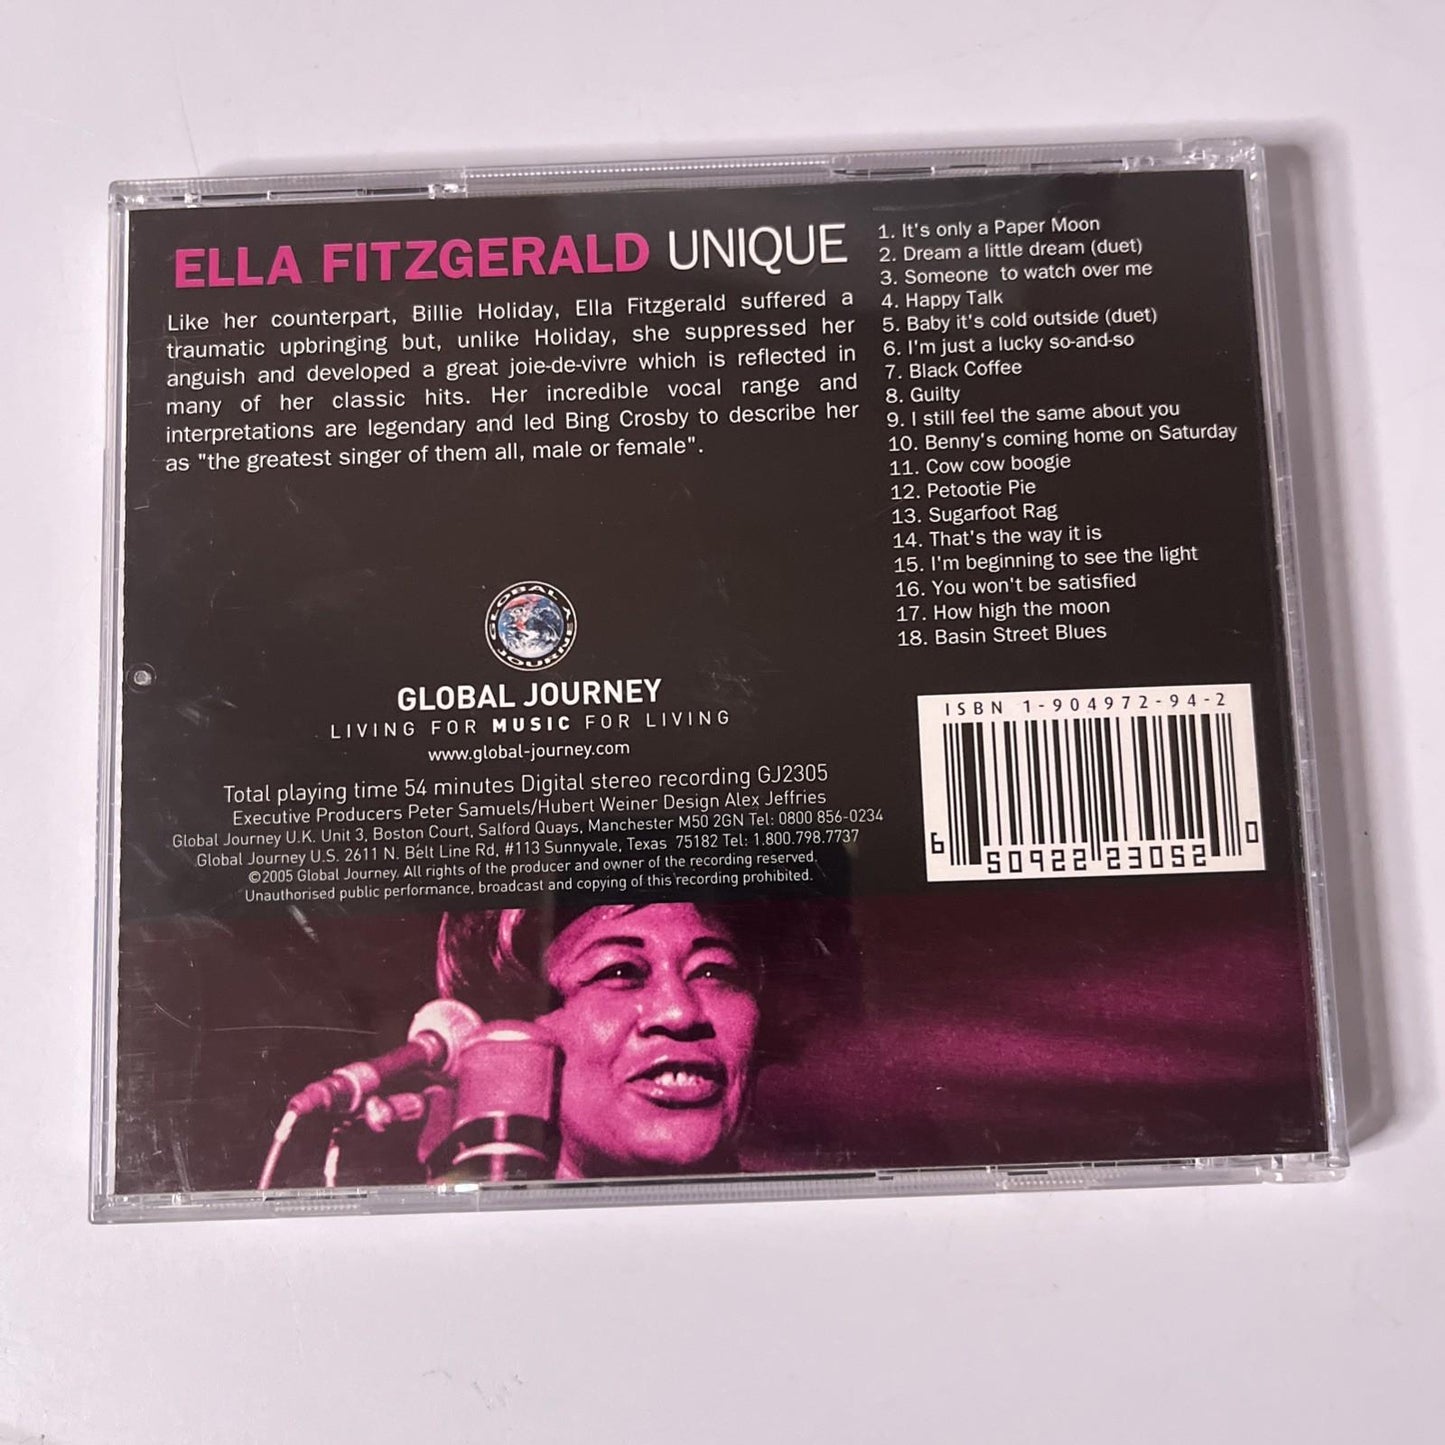 ELLA FITZGERALD UNIQUE
Like her counterpart, Billie Holiday, Ella Fitzgerald suffered a
traumatic upbringing but, unlike Holiday, she suppressed her
anguish and developed a great joie-de-vivre which is reflected in
many of her classic hits. Her incredible vocal range and
interpretations are legendary and led Bing Crosby to describe her
as "the greatest singer of them all, male or female".
1. It's only a Paper Moon
2. Dream a little dream (duet)
3. Someone to watch over me
4. Happy Talk
5. Baby it's cold outside (duet)
6. I'm just a lucky so-and-so
7. Black Coffee
8. Guilty
9. I still feel the same about you
10. Benny's coming home on Saturday
11. Cow cow boogie
12. Petootie Pie
13. Sugarfoot Rag
14. That's the way it is
15. I'm beginning to see the light
16. You won't be satisfied
17. How high the moon
18. Basin Street Blues
GLOBAL JOURNEY
GLOBAL JOURNEY
LIVING FOR MUSIC FOR LIVING
www.global-journey.com
Total playing time 54 minutes Digital stereo recording GJ2305
Executive Producers Peter Samuels/Hubert Weiner Design Alex Jeffries
Global Journey U.K. Unit 3, Boston Court, Salford Quays, Manchester M50 2GN Tel: 0800 856-0234
Global Journey U.S. 2611 N. Belt Line Rd, #113 Sunnyvale, Texas 75182 Tel: 1.800.798.7737
©2005 Global Journey. All rights of the producer and owner of the recording reserved.
Unauthorised public performance, broadcast and copying of this recording prohibited.
ISBN 1-904972-94-2
6 50922 23052 0